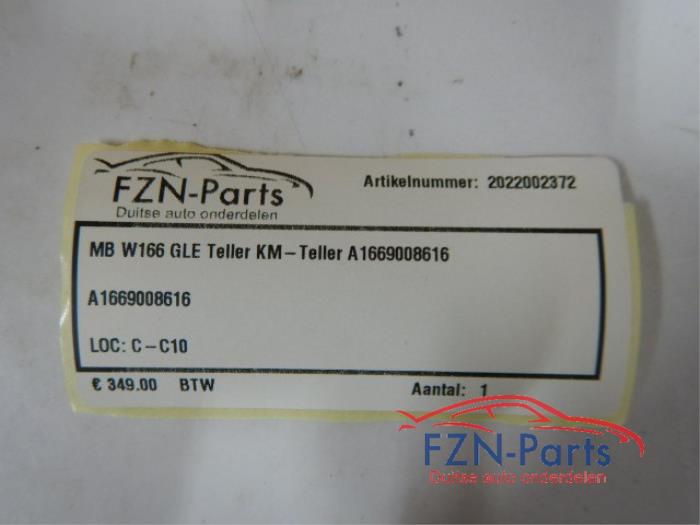 FZN-Parts
Duitse auto onderdelen
Artikelnummer: 2022002372
MB W166 GLE Teller KM-Teller A1669008616
A1669008616
LOC: C-C10
€ 349.00 BTW
Aantal: 1
FZN-Parts
Duitse auto onderdelen